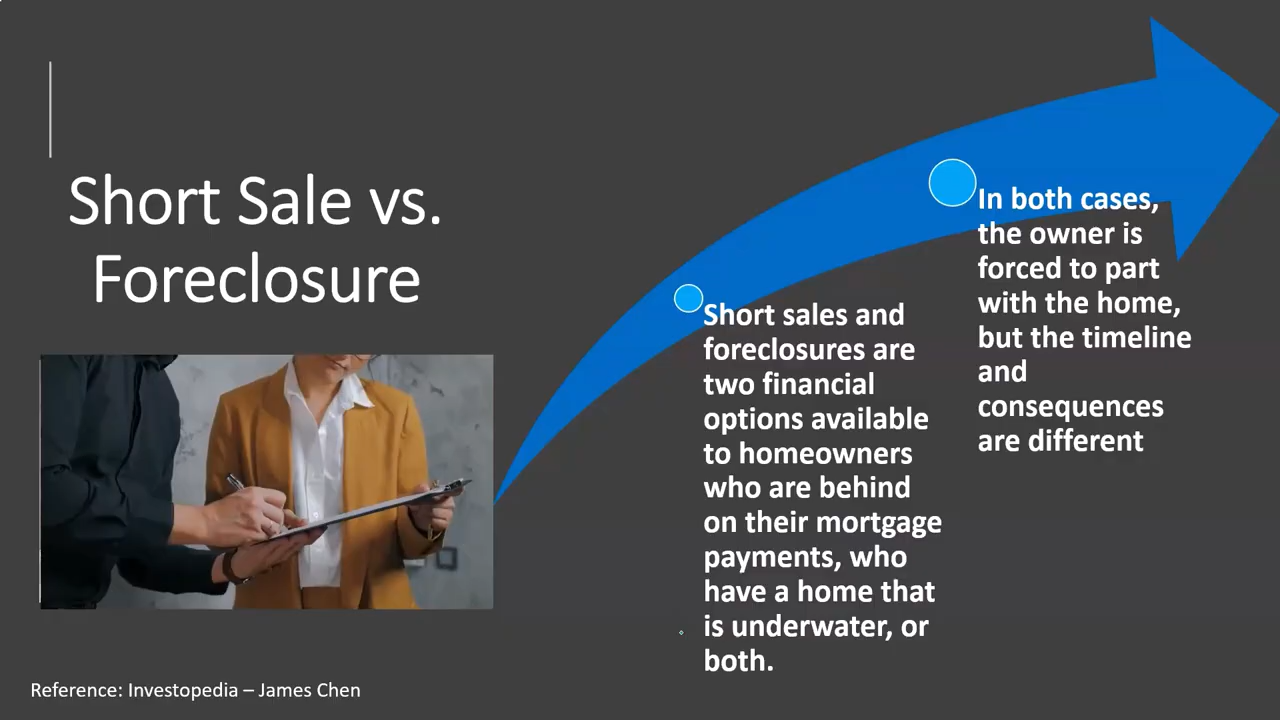 Short Sale vs.
Foreclosure
Short sales and
foreclosures are
two financial
options available
to homeowners
who are behind
on their mortgage
payments, who
have a home that
is underwater, or
both.
In both cases,
the owner is
forced to part
with the home,
but the timeline
and
consequences
are different
Reference: Investopedia – James Chen